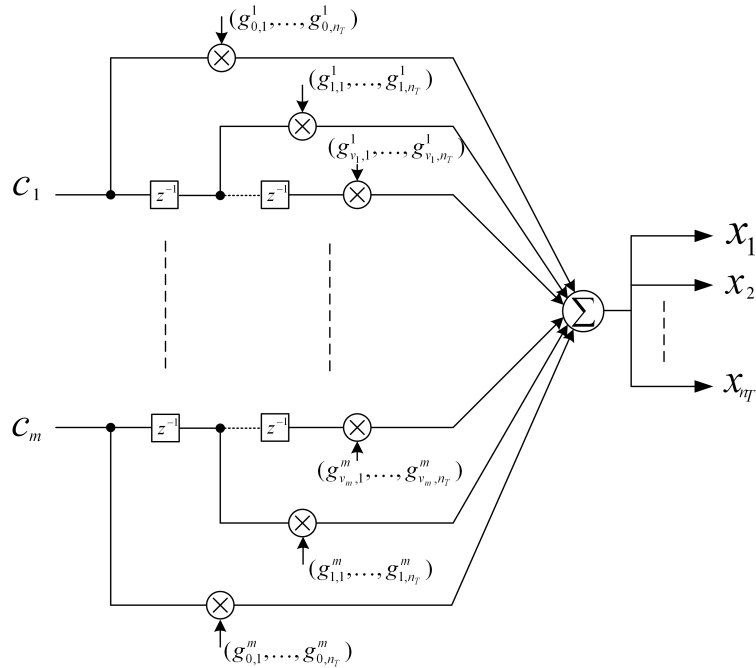 (g^1_{0,1},...,g^1_{0,n_T})
(g^1_{1,1},...,g^1_{1,n_T})
(g^1_{v_1,1},...,g^1_{v_1,n_T})
c_1 z^{-1} z^{-1}
x_1
x_2
Σ
x_{n_T}
c_m z^{-1} z^{-1}
(g^m_{v_m,1},...,g^m_{v_m,n_T})
(g^m_{1,1},...,g^m_{1,n_T})
(g^m_{0,1},...,g^m_{0,n_T})